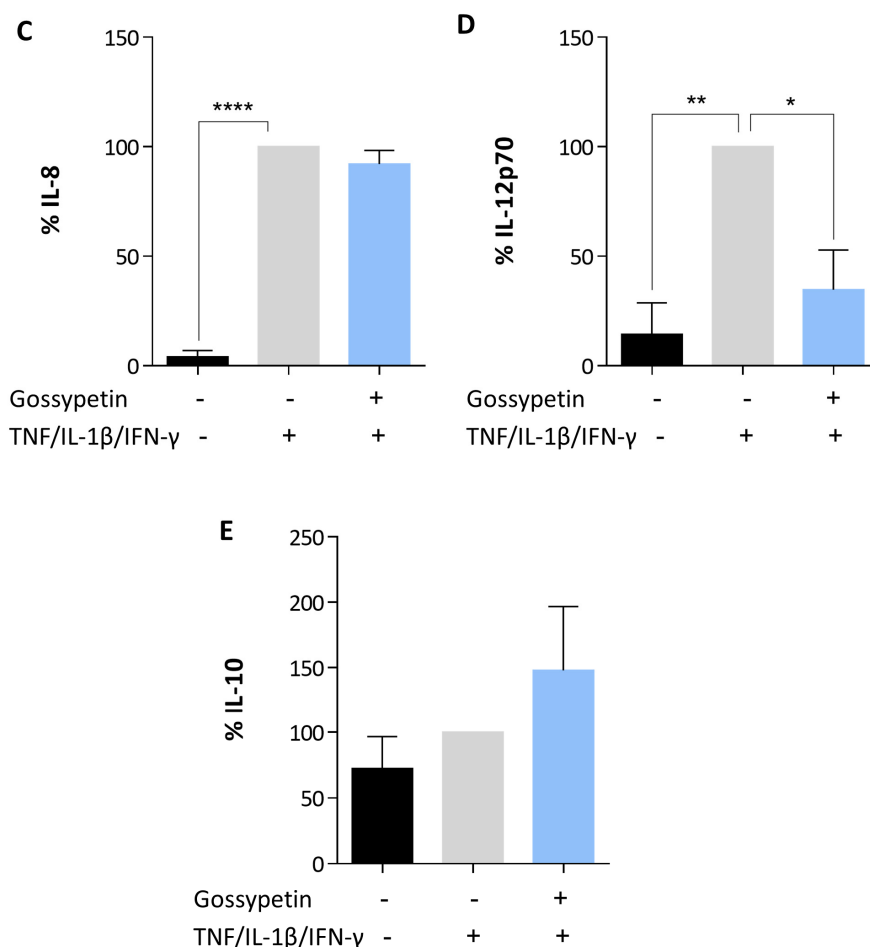 C
D
150
100
50
0
% IL-8
****
Gossypetin - - +
TNF/IL-1β/IFN-γ - + +
150
100
50
0
% IL-12p70
** *
Gossypetin - - +
TNF/IL-1β/IFN-γ - + +
E
250
200
150
100
50
0
% IL-10
Gossypetin - - +
TNF/IL-1β/IFN-γ - + +